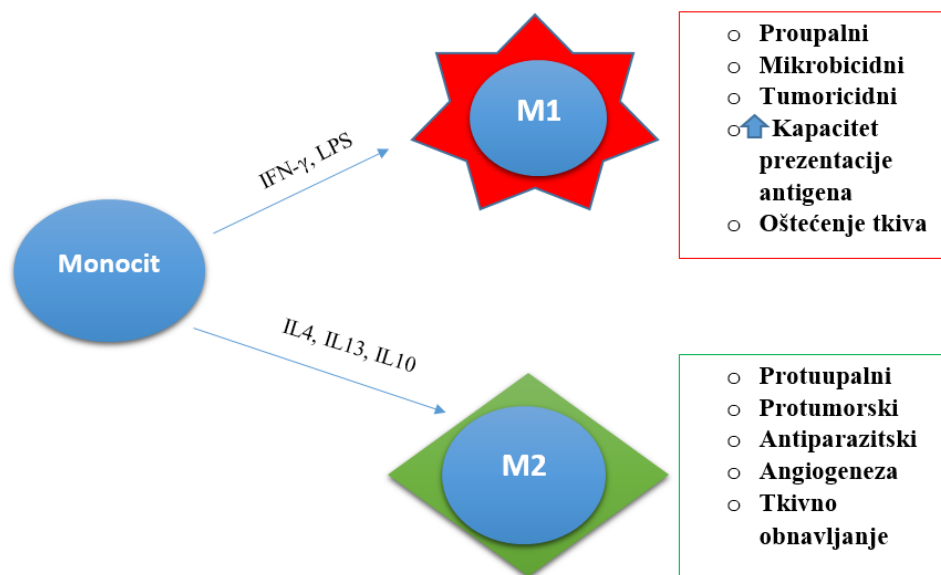 Monocit
IFN-γ, LPS
IL4, IL13, IL10
M1
Proupalni
Mikrobicidni
Tumoricidni
Kapacitet
prezentacije
antigena
Oštećenje tkiva
M2
Protuupalni
Protumorski
Antiparazitski
Angiogeneza
Tkivno
obnavljanje